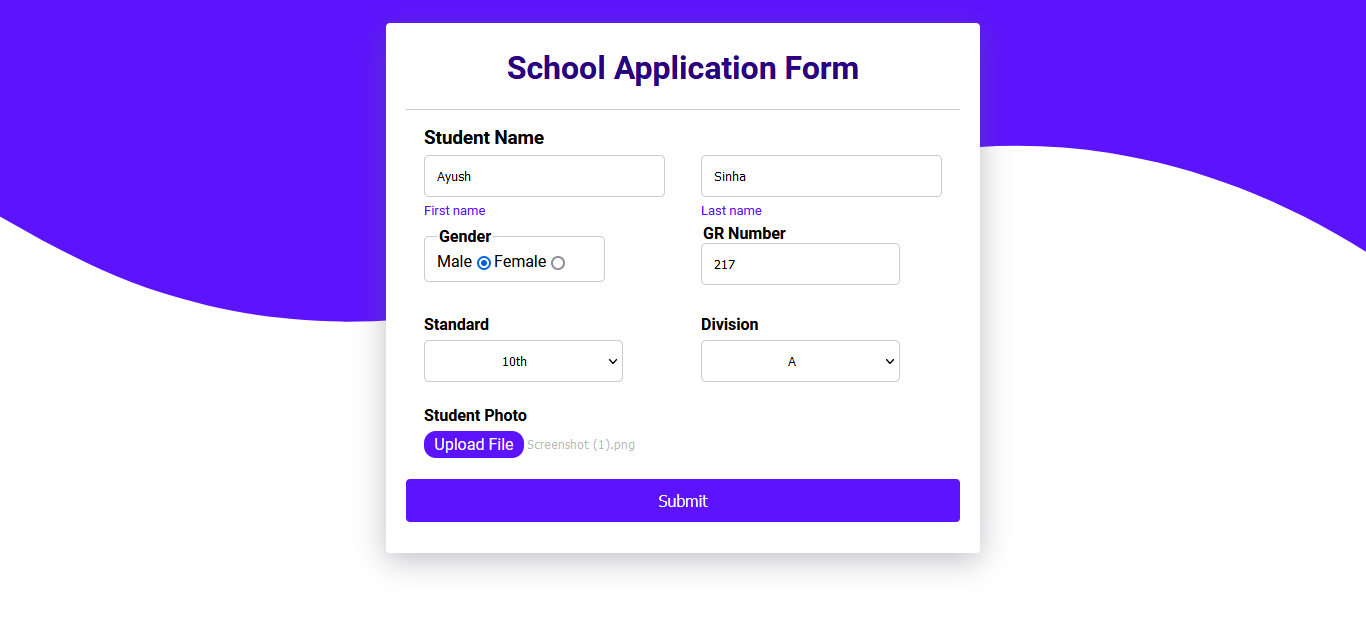 School Application Form
Student Name
Ayush Sinha
First name Last name
Gender GR Number
Male Female
217
Standard Division
10th A
Student Photo
Upload File Screenshot (1).png
Submit